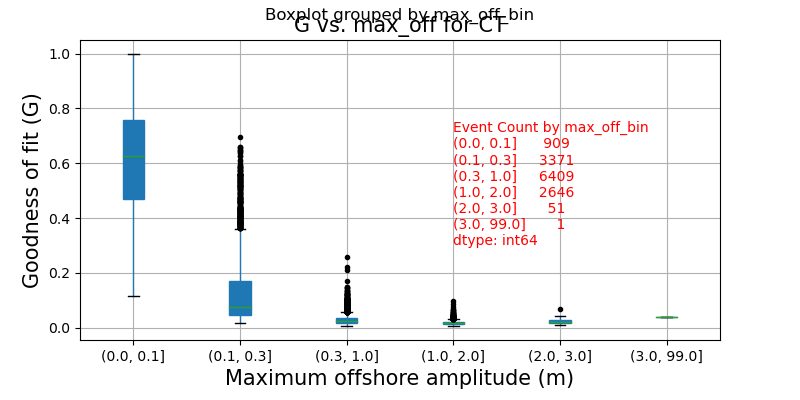 Boxplot grouped by max_off_bin
G vs. max_off for CT
Goodness of fit (G)
1.0
0.8
0.6
0.4
0.2
0.0
Event Count by max_off_bin
(0.0, 0.1] 909
(0.1, 0.3] 3371
(0.3, 1.0] 6409
(1.0, 2.0] 2646
(2.0, 3.0] 51
(3.0, 99.0] 1
dtype: int64
(0.0, 0.1] (0.1, 0.3] (0.3, 1.0] (1.0, 2.0] (2.0, 3.0] (3.0, 99.0]
Maximum offshore amplitude (m)